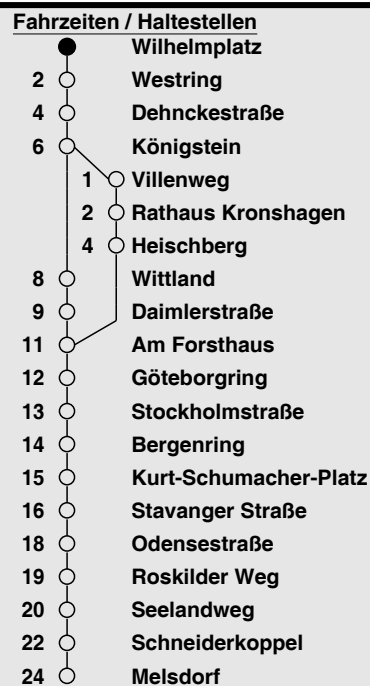 Fahrzeiten / Haltestellen
Wilhelmplatz
2 Westring
4 Dehnckestraße
6 Königstein
1 Villenweg
2 Rathaus Kronshagen
4 Heischberg
8 Wittland
9 Daimlerstraße
11 Am Forsthaus
12 Göteborgring
13 Stockholmstraße
14 Bergenring
15 Kurt-Schumacher-Platz
16 Stavanger Straße
18 Odensestraße
19 Roskilder Weg
20 Seelandweg
22 Schneiderkoppel
24 Melsdorf